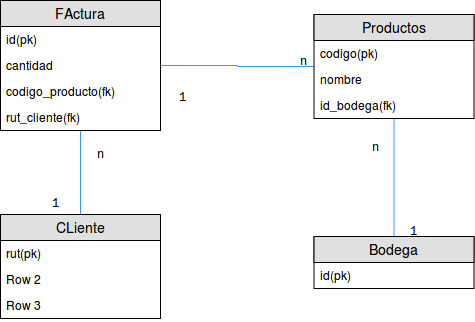 FActura
id(pk)
cantidad
codigo_producto(fk)
rut_cliente(fk)
Productos
codigo(pk)
nombre
id_bodega(fk)
n
1
n
1
n
1
CLiente
rut(pk)
Row 2
Row 3
Bodega
id(pk)